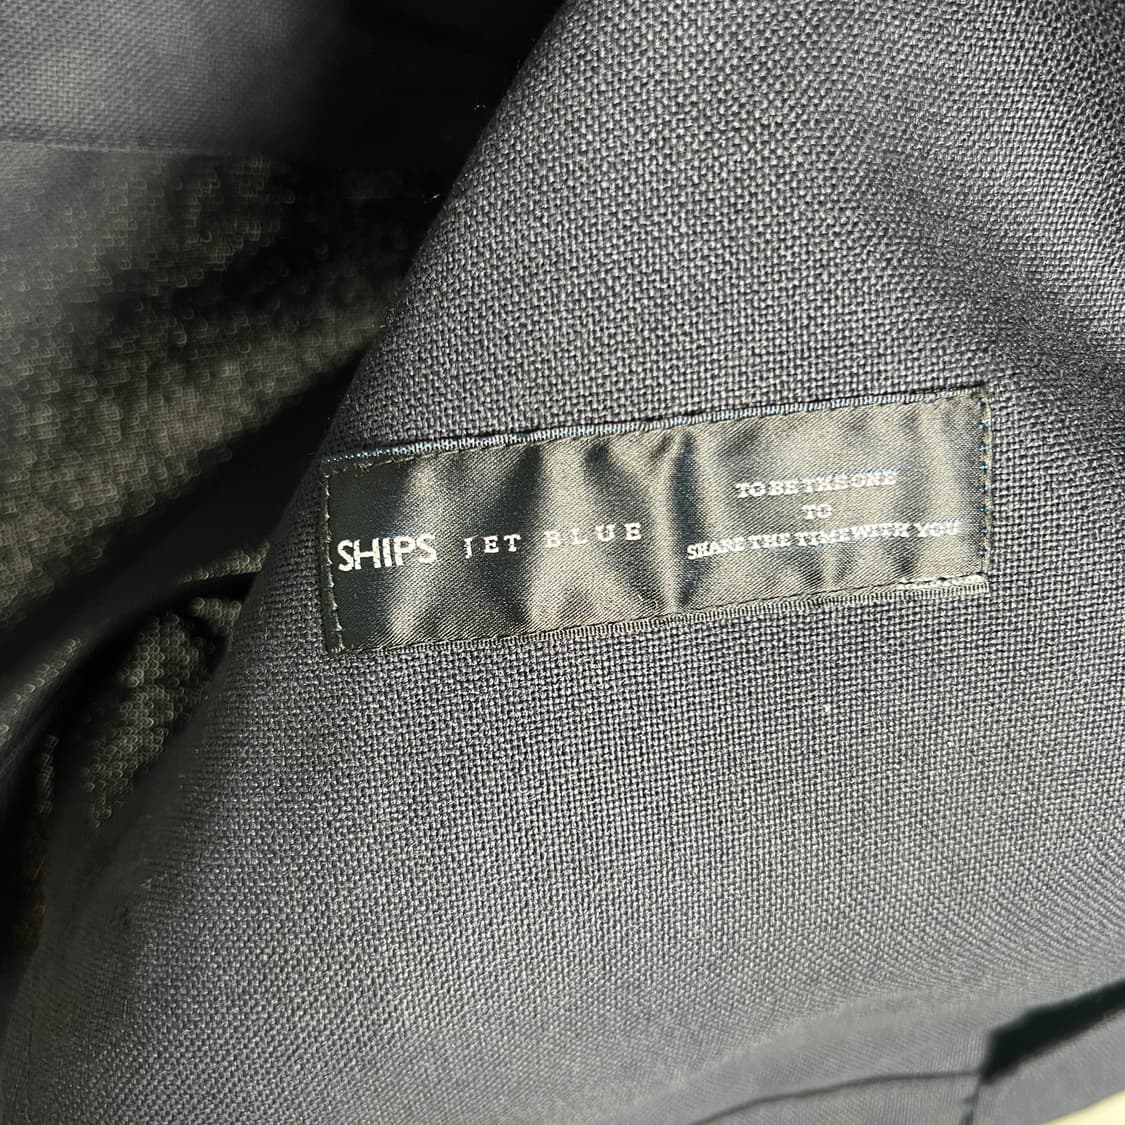 SHIPS JET BLUE
TO BE THE ONE
TO
SHARE THE TIME WITH YOU